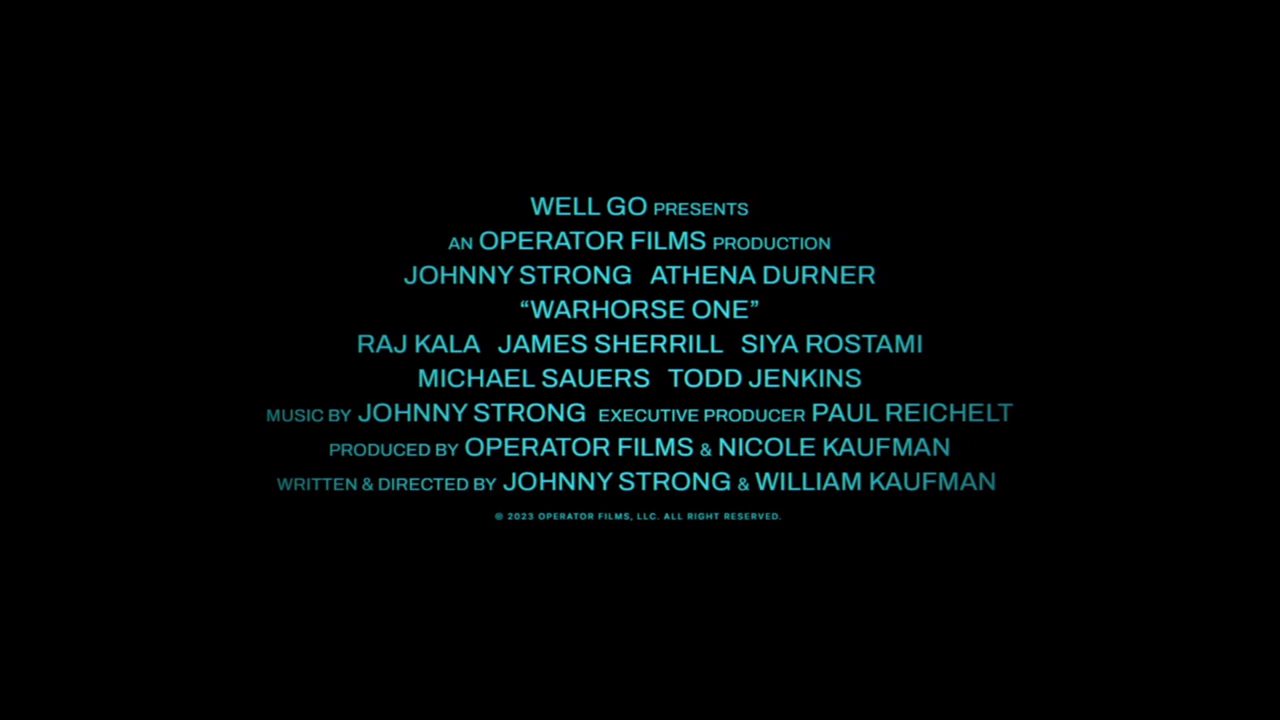 WELL GO PRESENTS
AN OPERATOR FILMS PRODUCTION
JOHNNY STRONG ATHENA DURNER
“WARHORSE ONE”
RAJ KALA JAMES SHERRILL SIYA ROSTAMI
MICHAEL SAUERS TODD JENKINS
MUSIC BY JOHNNY STRONG EXECUTIVE PRODUCER PAUL REICHELT
PRODUCED BY OPERATOR FILMS & NICOLE KAUFMAN
WRITTEN & DIRECTED BY JOHNNY STRONG & WILLIAM KAUFMAN
© 2023 OPERATOR FILMS, LLC. ALL RIGHT RESERVED.